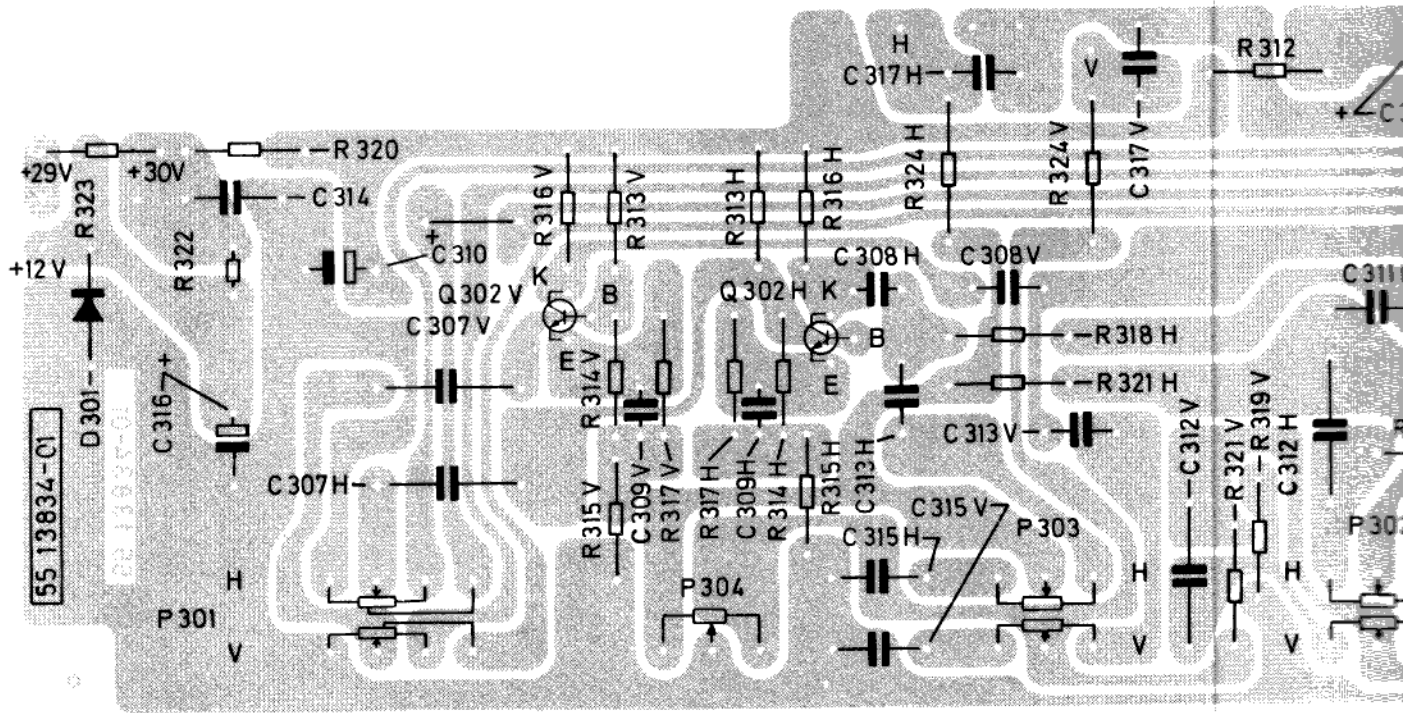 H
C 317 H
V
R 312
+
C 317 V
R 324 H
R 324 V
+29V
R 323
+30V
R 320
C 314
R 322
+12 V
R 316 V
R 313 V
R 313 H
R 316 H
+
C 310
C 308 H
C 308 V
K
Q 302 V
B
Q 302 H
K
C 307 V
B
R 318 H
E
E
R 321 H
D 301
C 316
+
R 314 V
C 313 V
C 312 V
R 321 V
R 319 V
C 312 H
55 13834-01
C 307 H
R 315 V
C 309 V
R 317 V
R 317 H
C 309 H
R 314 H
R 315 H
C 313 H
C 315 V
P 303
C 315 H
H
P 304
H
H
P 301
V
V
V